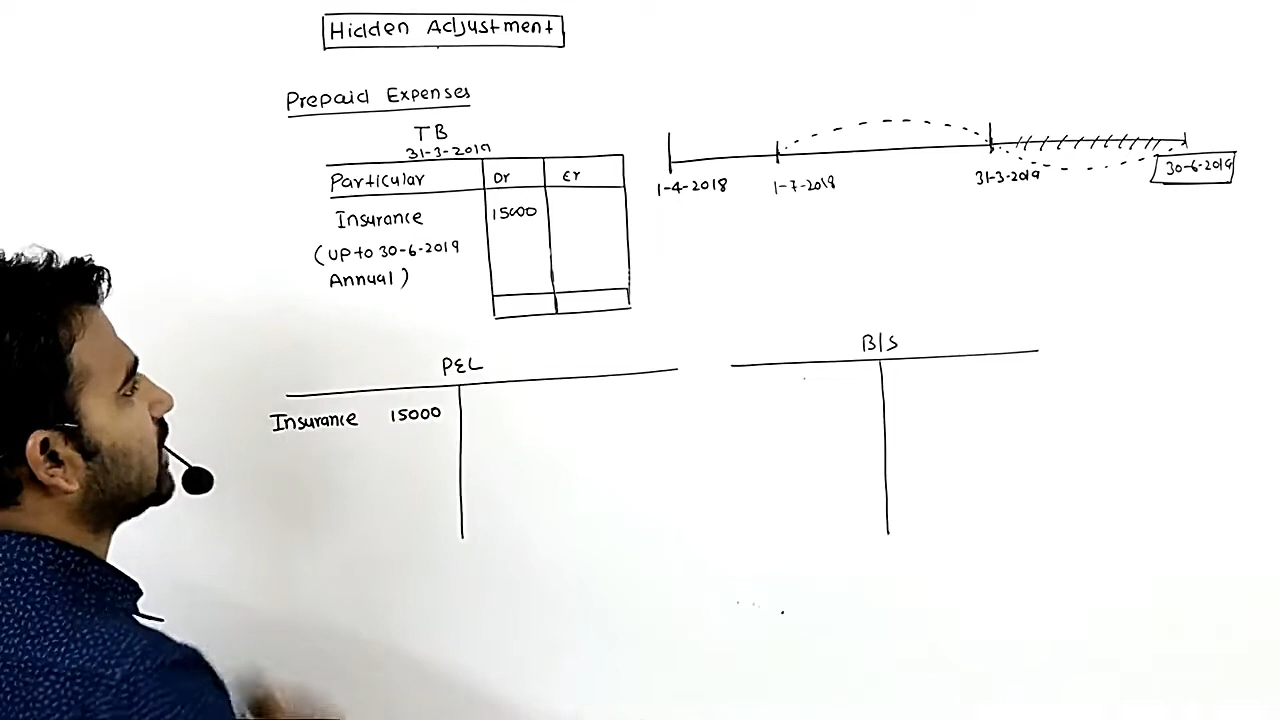 Hidden Adjustment
Prepaid Expenses
TB
31-3-2019
Particular Dr Cr
Insurance 15000
(UP to 30-6-2019
Annual)
1-4-2018 1-7-2018 31-3-2019 30-6-2019
P&L
Insurance 15000
B/S